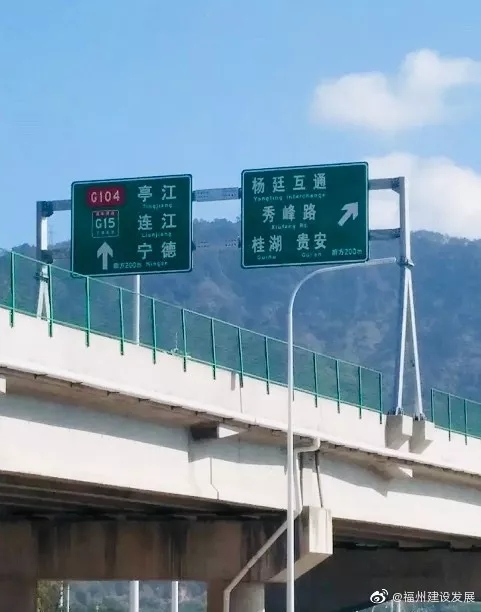 G104
G15
亭江
Tingjiang
连江
Lianjiang
宁德
前方200m Ningde
杨廷互通
Yangting Interchange
秀峰路
Xiufeng Rd
桂湖 贵安
Guihu Guian
前方200m
@福州建设发展